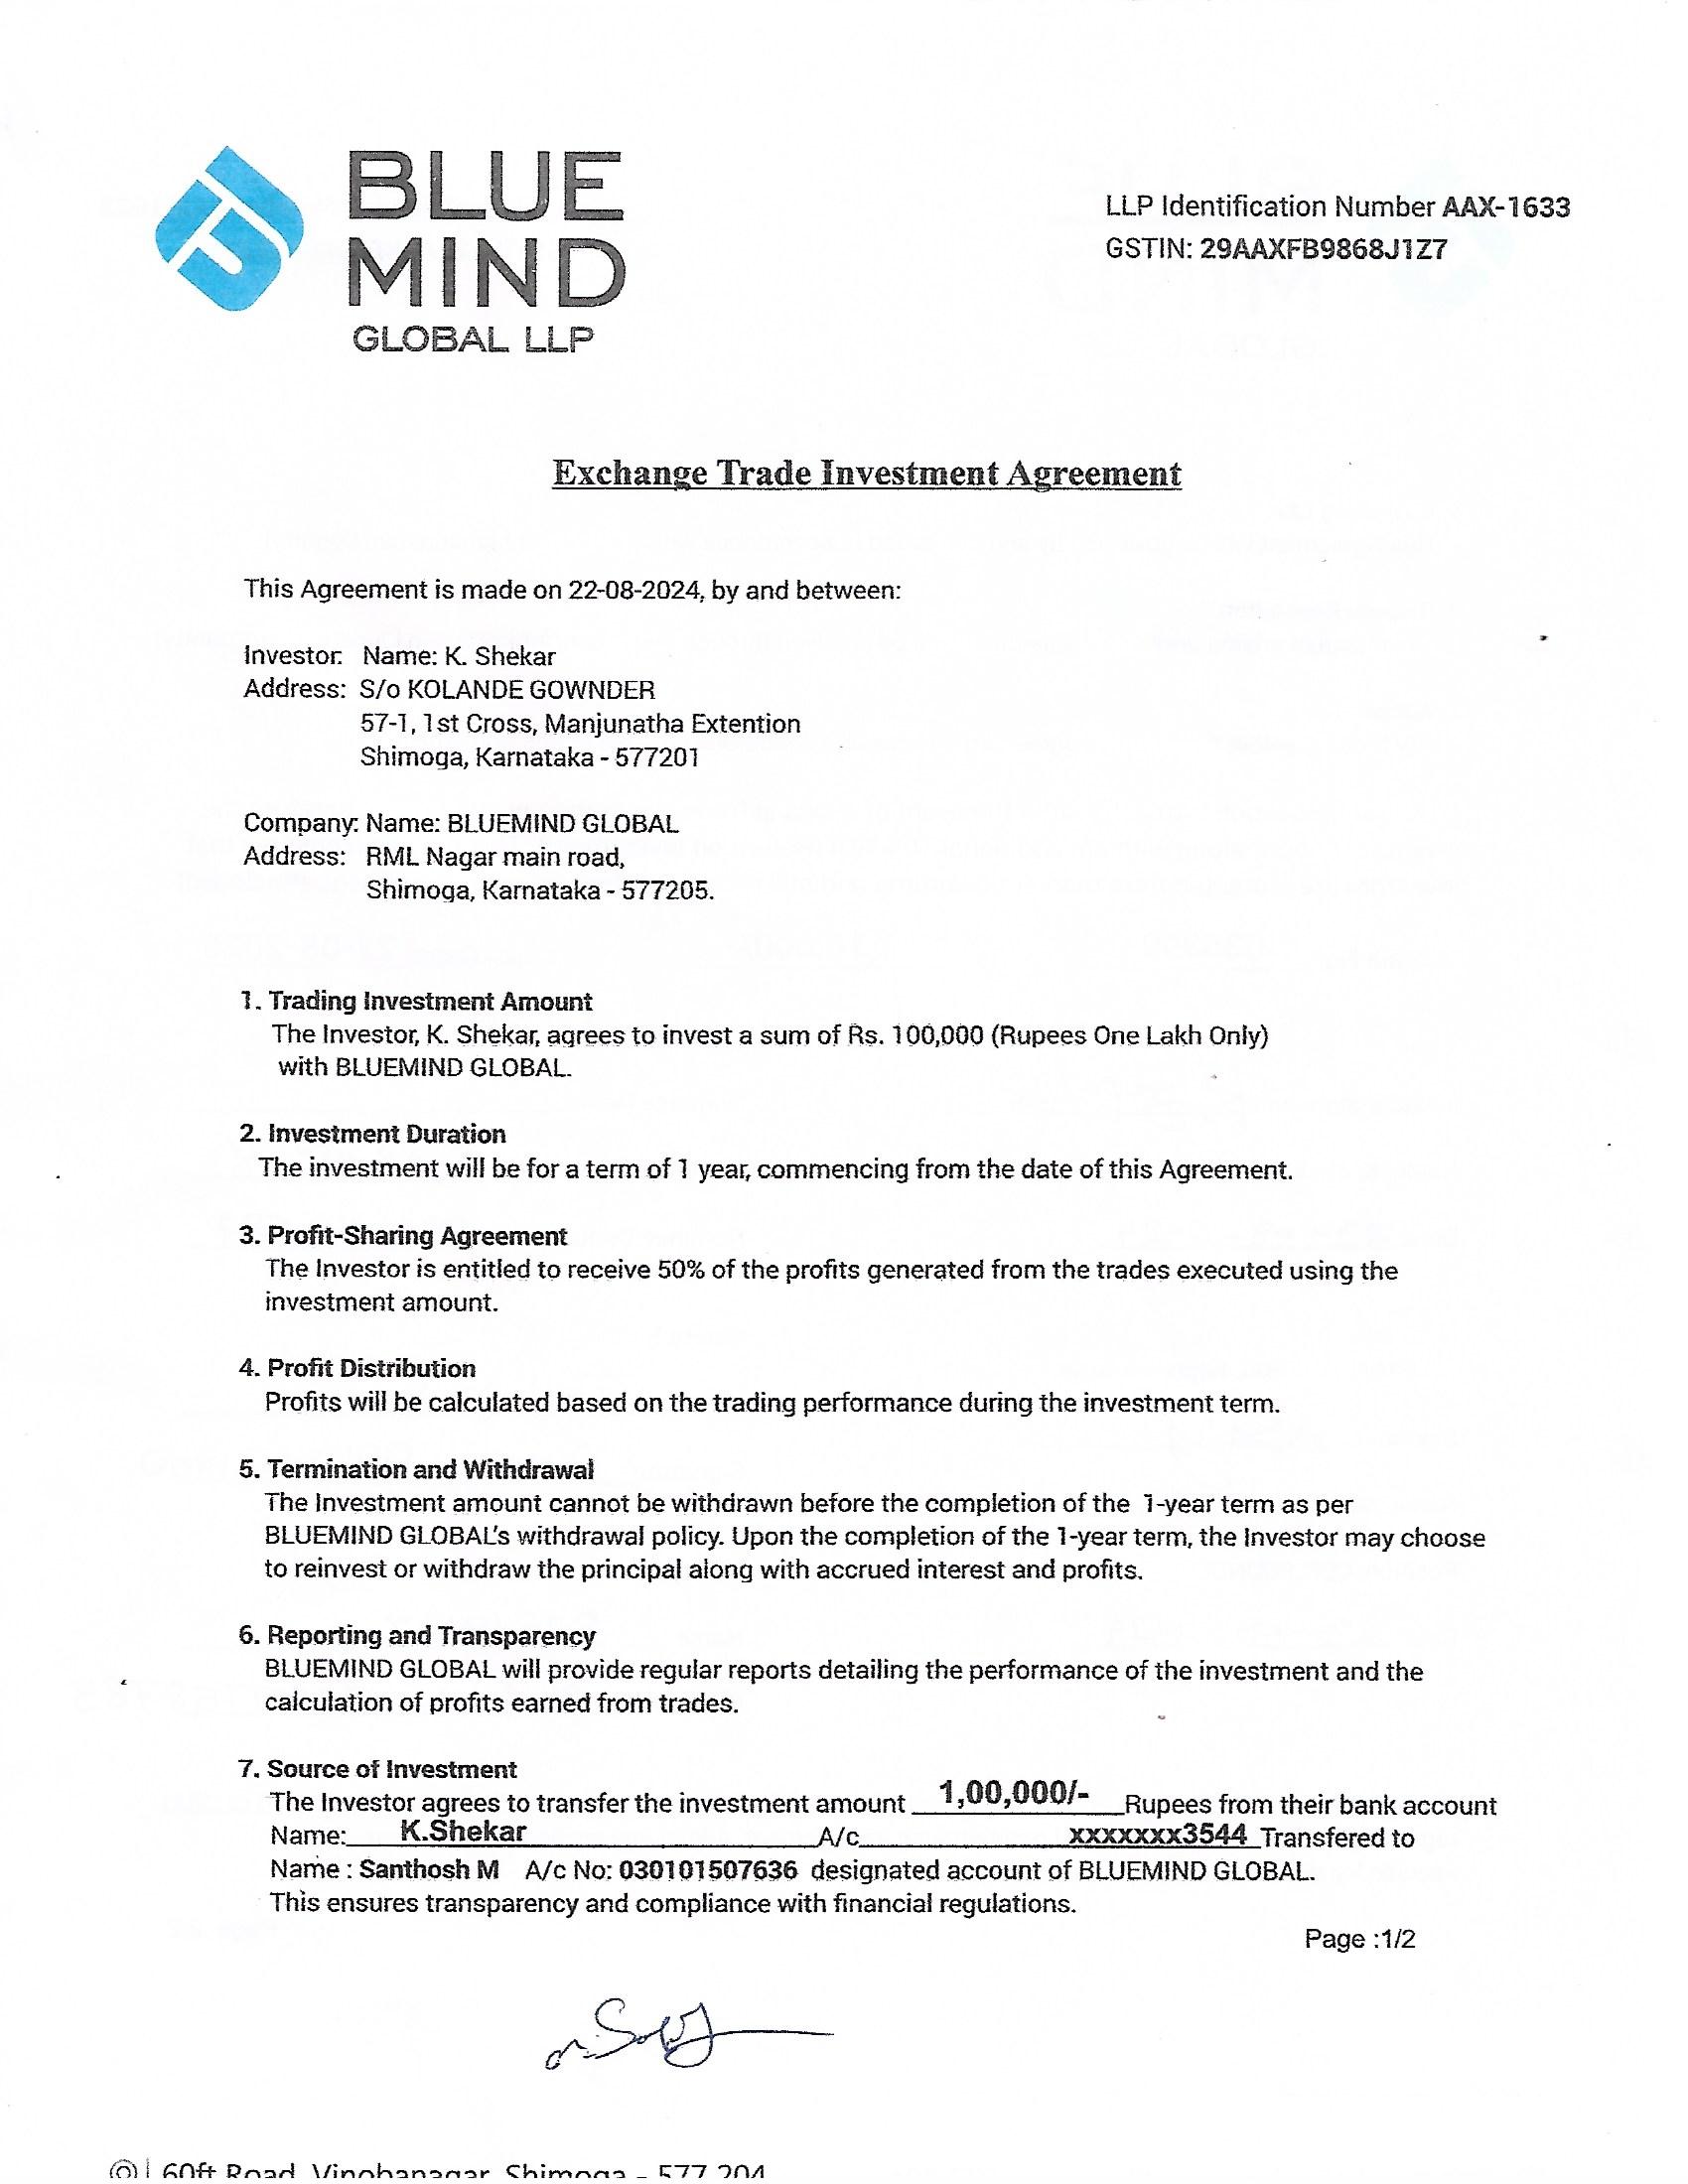 BLUE
MIND
GLOBAL LLP
LLP Identification Number AAX-1633
GSTIN: 29AAXFB9868J1Z7
Exchange Trade Investment Agreement
This Agreement is made on 22-08-2024, by and between:
Investor: Name: K. Shekar
Address: S/o KOLANDE GOWNDER
57-1, 1st Cross, Manjunatha Extention
Shimoga, Karnataka - 577201
Company: Name: BLUEMIND GLOBAL
Address: RML Nagar main road,
Shimoga, Karnataka - 577205.
1. Trading Investment Amount
The Investor, K. Shekar, agrees to invest a sum of Rs. 100,000 (Rupees One Lakh Only)
with BLUEMIND GLOBAL.
2. Investment Duration
The investment will be for a term of 1 year, commencing from the date of this Agreement.
3. Profit-Sharing Agreement
The Investor is entitled to receive 50% of the profits generated from the trades executed using the
investment amount.
4. Profit Distribution
Profits will be calculated based on the trading performance during the investment term.
5. Termination and Withdrawal
The Investment amount cannot be withdrawn before the completion of the 1-year term as per
BLUEMIND GLOBAL's withdrawal policy. Upon the completion of the 1-year term, the Investor may choose
to reinvest or withdraw the principal along with accrued interest and profits.
6. Reporting and Transparency
BLUEMIND GLOBAL will provide regular reports detailing the performance of the investment and the
calculation of profits earned from trades.
7. Source of Investment
The Investor agrees to transfer the investment amount 1,00,000/- Rupees from their bank account
Name: K.Shekar A/c xxxxxxx3544 Transfered to
Name : Santhosh M A/c No: 030101507636 designated account of BLUEMIND GLOBAL.
This ensures transparency and compliance with financial regulations.
Page :1/2
60ft Road, Vinobanagar, Shimoga - 577 204